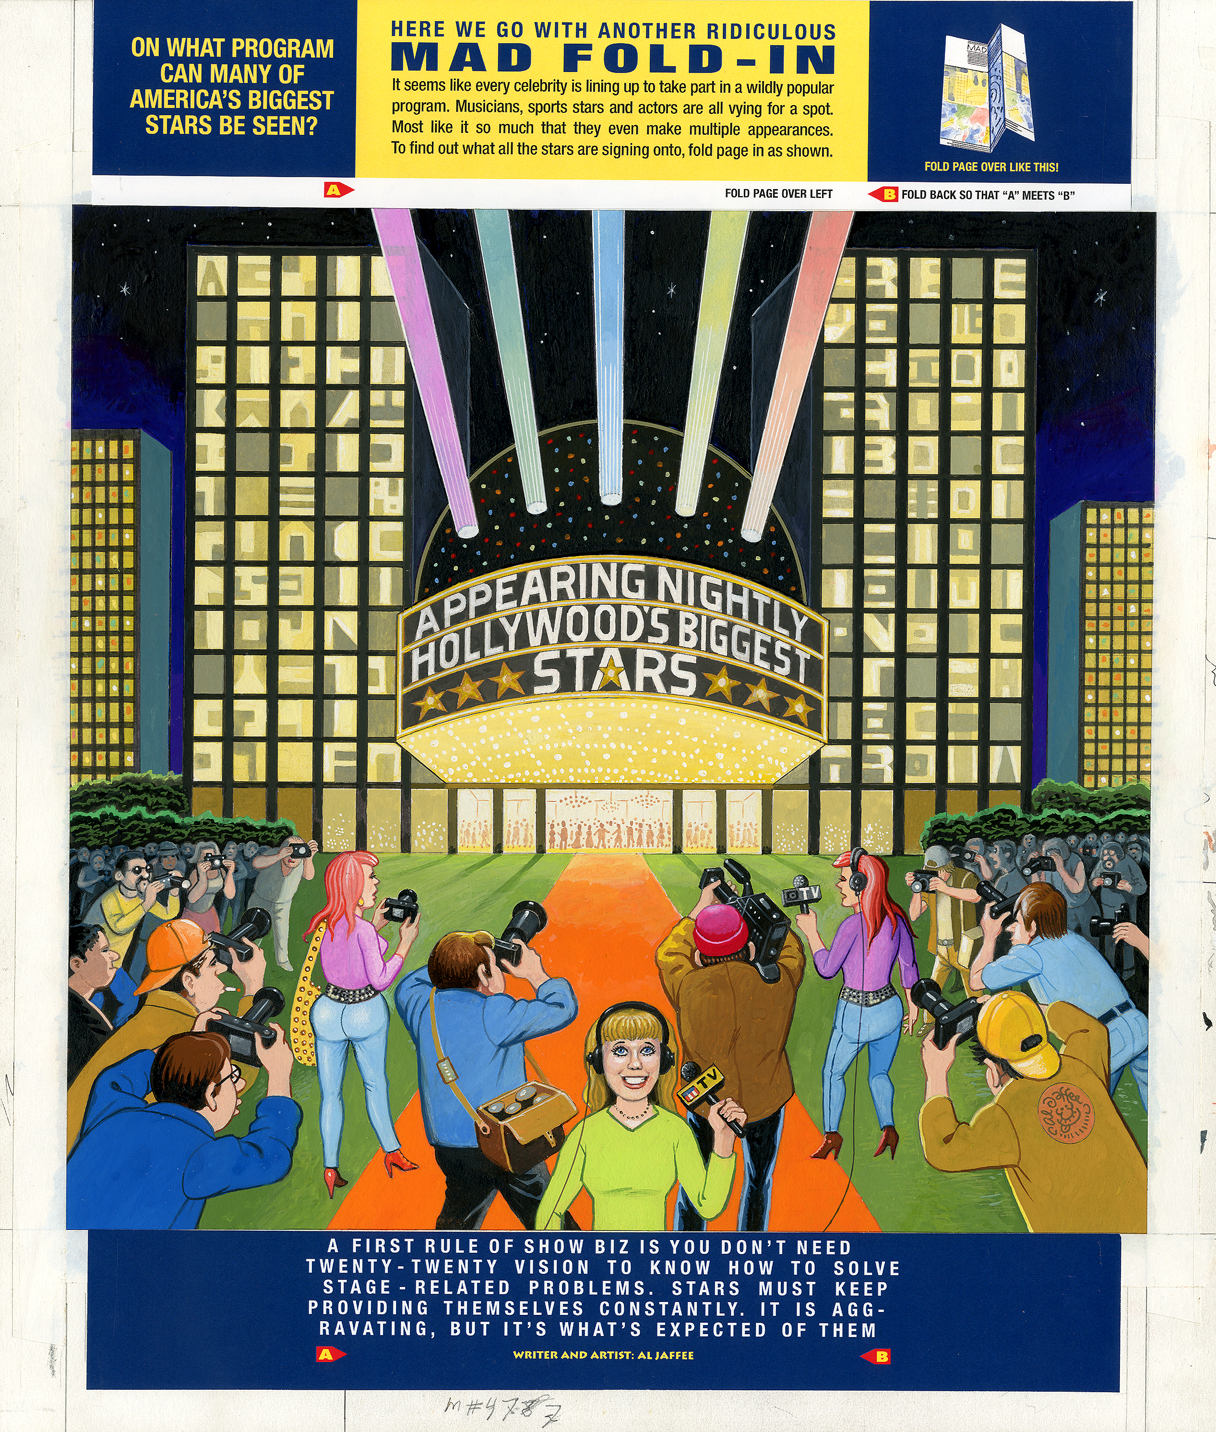 ON WHAT PROGRAM
CAN MANY OF
AMERICA'S BIGGEST
STARS BE SEEN?
HERE WE GO WITH ANOTHER RIDICULOUS
MAD FOLD-IN
It seems like every celebrity is lining up to take part in a wildly popular
program. Musicians, sports stars and actors are all vying for a spot.
Most like it so much that they even make multiple appearances.
To find out what all the stars are signing onto, fold page in as shown.
MAD
FOLD PAGE OVER LIKE THIS!
A
FOLD PAGE OVER LEFT
B
FOLD BACK SO THAT “A” MEETS “B”
APPEARING NIGHTLY
HOLLYWOOD'S BIGGEST
STARS
TV
TV
Al Jaffee
A FIRST RULE OF SHOW BIZ IS YOU DON'T NEED
TWENTY-TWENTY VISION TO KNOW HOW TO SOLVE
STAGE-RELATED PROBLEMS. STARS MUST KEEP
PROVIDING THEMSELVES CONSTANTLY. IT IS AGG-
RAVATING, BUT IT'S WHAT'S EXPECTED OF THEM
A
WRITER AND ARTIST: AL JAFFEE
B